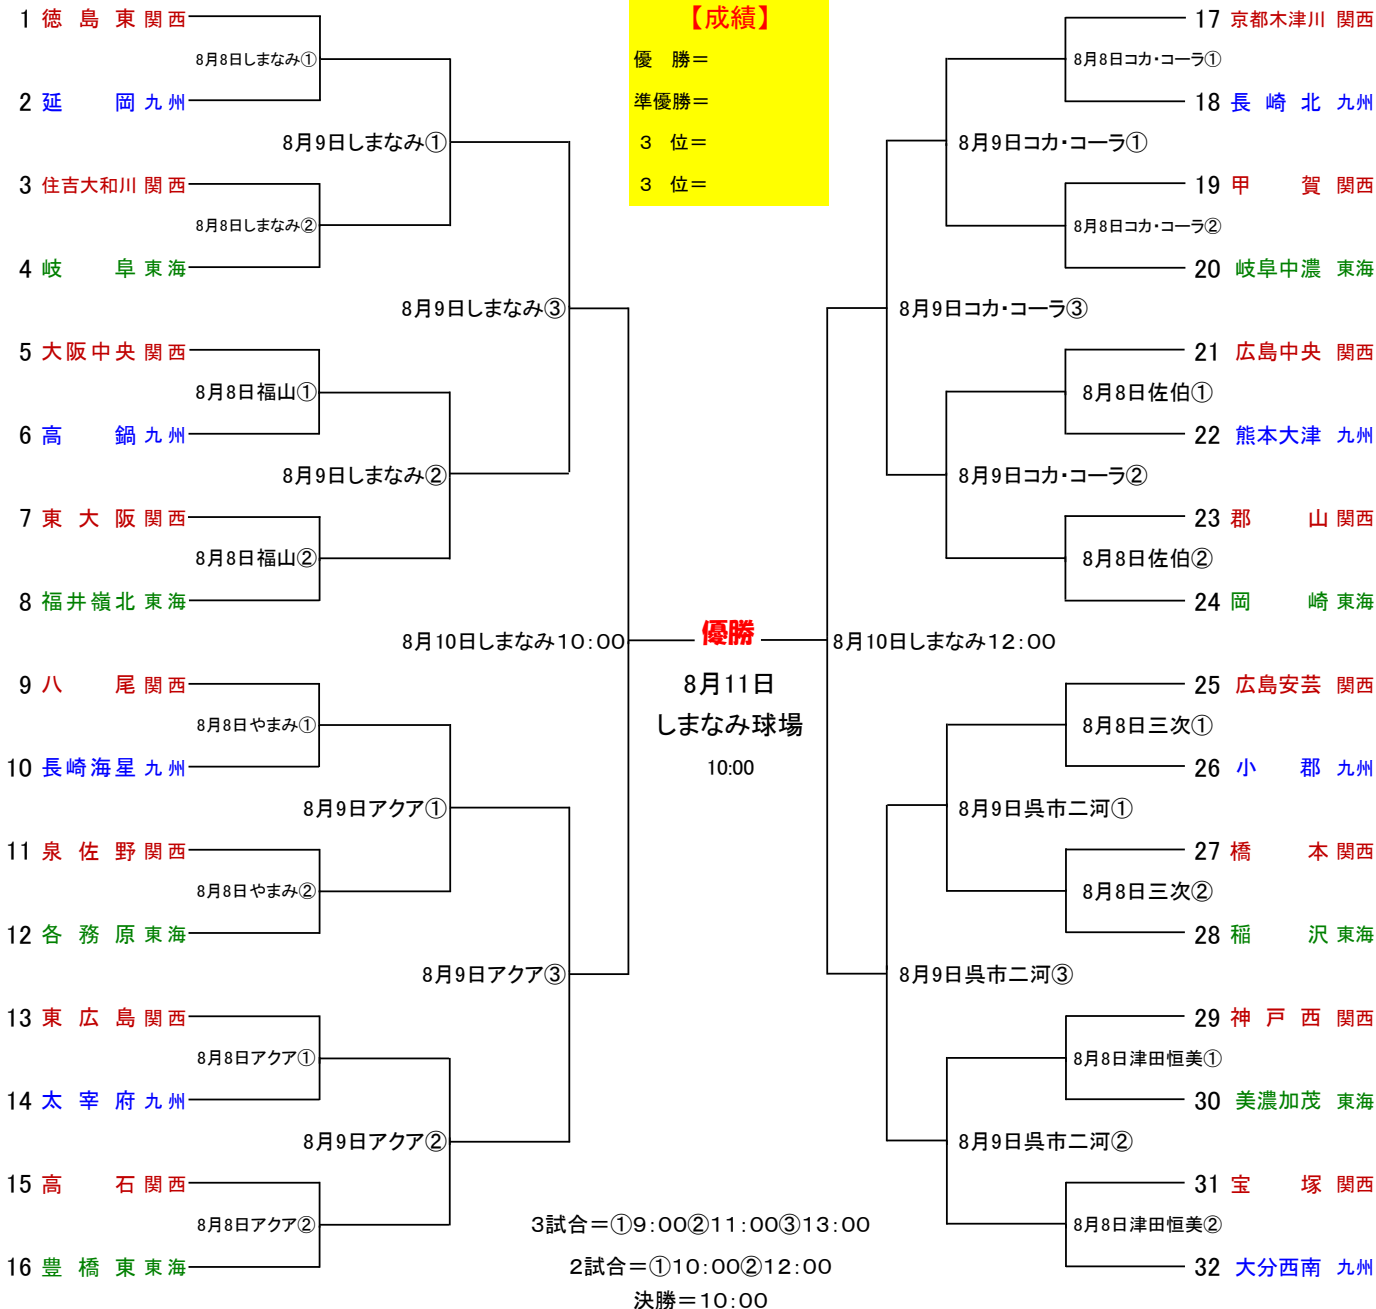 【成績】
優　勝＝
準優勝＝
３　位＝
３　位＝
1 徳島東 関西
8月8日しまなみ①
2 延岡 九州
8月9日しまなみ①
3 住吉大和川 関西
8月8日しまなみ②
4 岐阜 東海
8月9日しまなみ③
5 大阪中央 関西
8月8日福山①
6 高鍋 九州
8月9日しまなみ②
7 東大阪 関西
8月8日福山②
8 福井嶺北 東海
8月10日しまなみ10：00
9 八尾 関西
8月8日やまみ①
10 長崎海星 九州
8月9日アクア①
11 泉佐野 関西
8月8日やまみ②
12 各務原 東海
8月9日アクア③
13 東広島 関西
8月8日アクア①
14 太宰府 九州
8月9日アクア②
15 高石 関西
8月8日アクア②
16 豊橋東 東海
優勝
8月11日
しまなみ球場
10:00
17 京都木津川 関西
8月8日コカ・コーラ①
18 長崎北 九州
8月9日コカ・コーラ①
19 甲賀 関西
8月8日コカ・コーラ②
20 岐阜中濃 東海
8月9日コカ・コーラ③
21 広島中央 関西
8月8日佐伯①
22 熊本大津 九州
8月9日コカ・コーラ②
23 郡山 関西
8月8日佐伯②
24 岡崎 東海
8月10日しまなみ12：00
25 広島安芸 関西
8月8日三次①
26 小郡 九州
8月9日呉市二河①
27 橋本 関西
8月8日三次②
28 稲沢 東海
8月9日呉市二河③
29 神戸西 関西
8月8日津田恒美①
30 美濃加茂 東海
8月9日呉市二河②
31 宝塚 関西
8月8日津田恒美②
32 大分西南 九州
3試合＝①9：00②11：00③13：00
2試合＝①10：00②12：00
決勝＝10：00